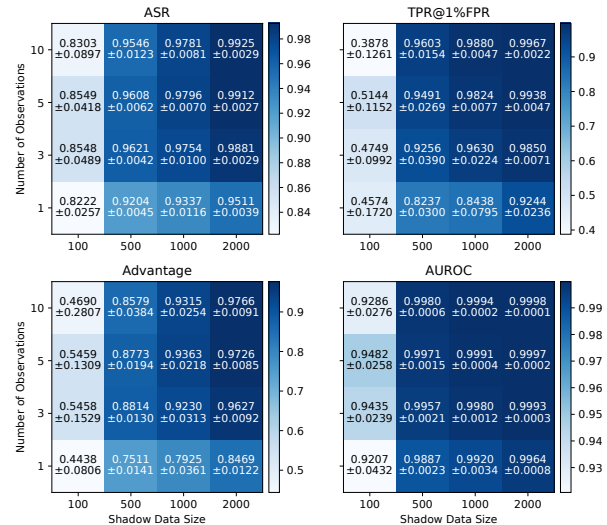 ASR
10
5
3
1
Number of Observations
0.8303 0.9546 0.9781 0.9925
±0.0897 ±0.0123 ±0.0081 ±0.0029
0.8549 0.9608 0.9796 0.9912
±0.0418 ±0.0062 ±0.0070 ±0.0027
0.8548 0.9621 0.9754 0.9881
±0.0489 ±0.0042 ±0.0100 ±0.0029
0.8222 0.9204 0.9337 0.9511
±0.0257 ±0.0045 ±0.0116 ±0.0039
100 500 1000 2000
0.98
0.96
0.94
0.92
0.90
0.88
0.86
0.84
TPR@1%FPR
0.3878 0.9603 0.9880 0.9967
±0.1261 ±0.0154 ±0.0047 ±0.0022
0.5144 0.9491 0.9824 0.9938
±0.1152 ±0.0269 ±0.0077 ±0.0047
0.4749 0.9256 0.9630 0.9850
±0.0992 ±0.0390 ±0.0224 ±0.0071
0.4574 0.8237 0.8438 0.9244
±0.1720 ±0.0300 ±0.0795 ±0.0236
100 500 1000 2000
0.9
0.8
0.7
0.6
0.5
0.4
Advantage
10
5
3
1
Number of Observations
0.4690 0.8579 0.9315 0.9766
±0.2807 ±0.0384 ±0.0254 ±0.0091
0.5459 0.8773 0.9363 0.9726
±0.1309 ±0.0194 ±0.0218 ±0.0085
0.5458 0.8814 0.9230 0.9627
±0.1529 ±0.0130 ±0.0313 ±0.0092
0.4438 0.7511 0.7925 0.8469
±0.0806 ±0.0141 ±0.0361 ±0.0122
100 500 1000 2000
Shadow Data Size
0.9
0.8
0.7
0.6
0.5
AUROC
0.9286 0.9980 0.9994 0.9998
±0.0276 ±0.0006 ±0.0002 ±0.0001
0.9482 0.9971 0.9991 0.9997
±0.0258 ±0.0015 ±0.0004 ±0.0002
0.9435 0.9957 0.9980 0.9993
±0.0239 ±0.0021 ±0.0012 ±0.0003
0.9207 0.9887 0.9920 0.9964
±0.0432 ±0.0023 ±0.0034 ±0.0008
100 500 1000 2000
Shadow Data Size
0.99
0.98
0.97
0.96
0.95
0.94
0.93